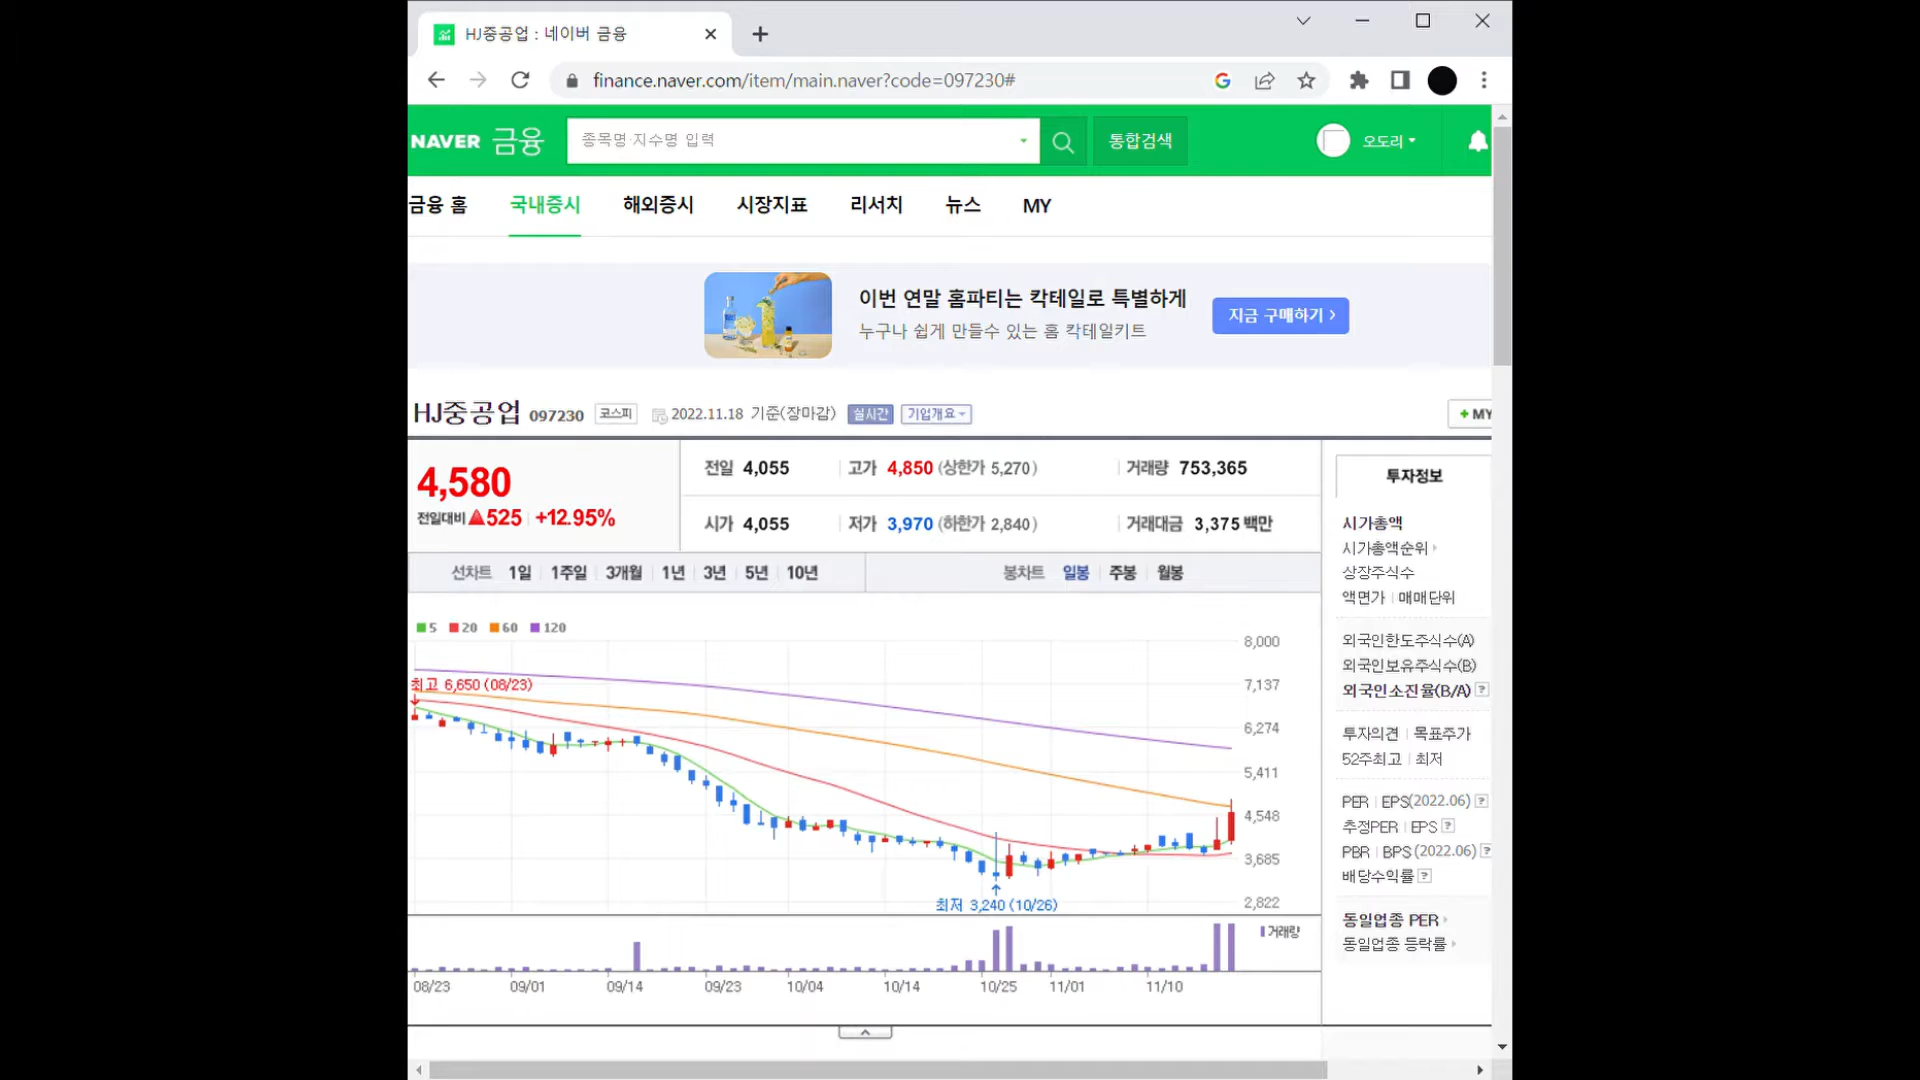 HJ중공업 : 네이버 금융
finance.naver.com/item/main.naver?code=097230#
NAVER 금융 종목명·지수명 입력 통합검색 오도리
금융 홈 국내증시 해외증시 시장지표 리서치 뉴스 MY
이번 연말 홈파티는 칵테일로 특별하게
누구나 쉽게 만들수 있는 홈 칵테일키트
지금 구매하기 >
HJ중공업 097230 코스피 2022.11.18 기준(장마감) 실시간 기업개요 + MY
4,580
전일대비 ▲525 +12.95%
전일 4,055 고가 4,850 (상한가 5,270) 거래량 753,365
시가 4,055 저가 3,970 (하한가 2,840) 거래대금 3,375 백만
선차트 1일 1주일 3개월 1년 3년 5년 10년 봉차트 일봉 주봉 월봉
5 20 60 120
최고 6,650 (08/23)
8,000
7,137
6,274
5,411
4,548
3,685
2,822
최저 3,240 (10/26)
거래량
08/23 09/01 09/14 09/23 10/04 10/14 10/25 11/01 11/10
투자정보
시가총액
시가총액순위
상장주식수
액면가 | 매매단위
외국인한도주식수(A)
외국인보유주식수(B)
외국인소진율(B/A) ?
투자의견 | 목표주가
52주최고 | 최저
PER | EPS(2022.06) ?
추정PER | EPS ?
PBR | BPS(2022.06) ?
배당수익률 ?
동일업종 PER
동일업종 등락률